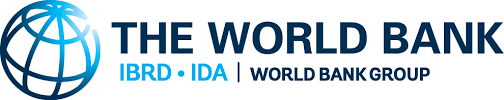 THE WORLD BANK
IBRD • IDA | WORLD BANK GROUP